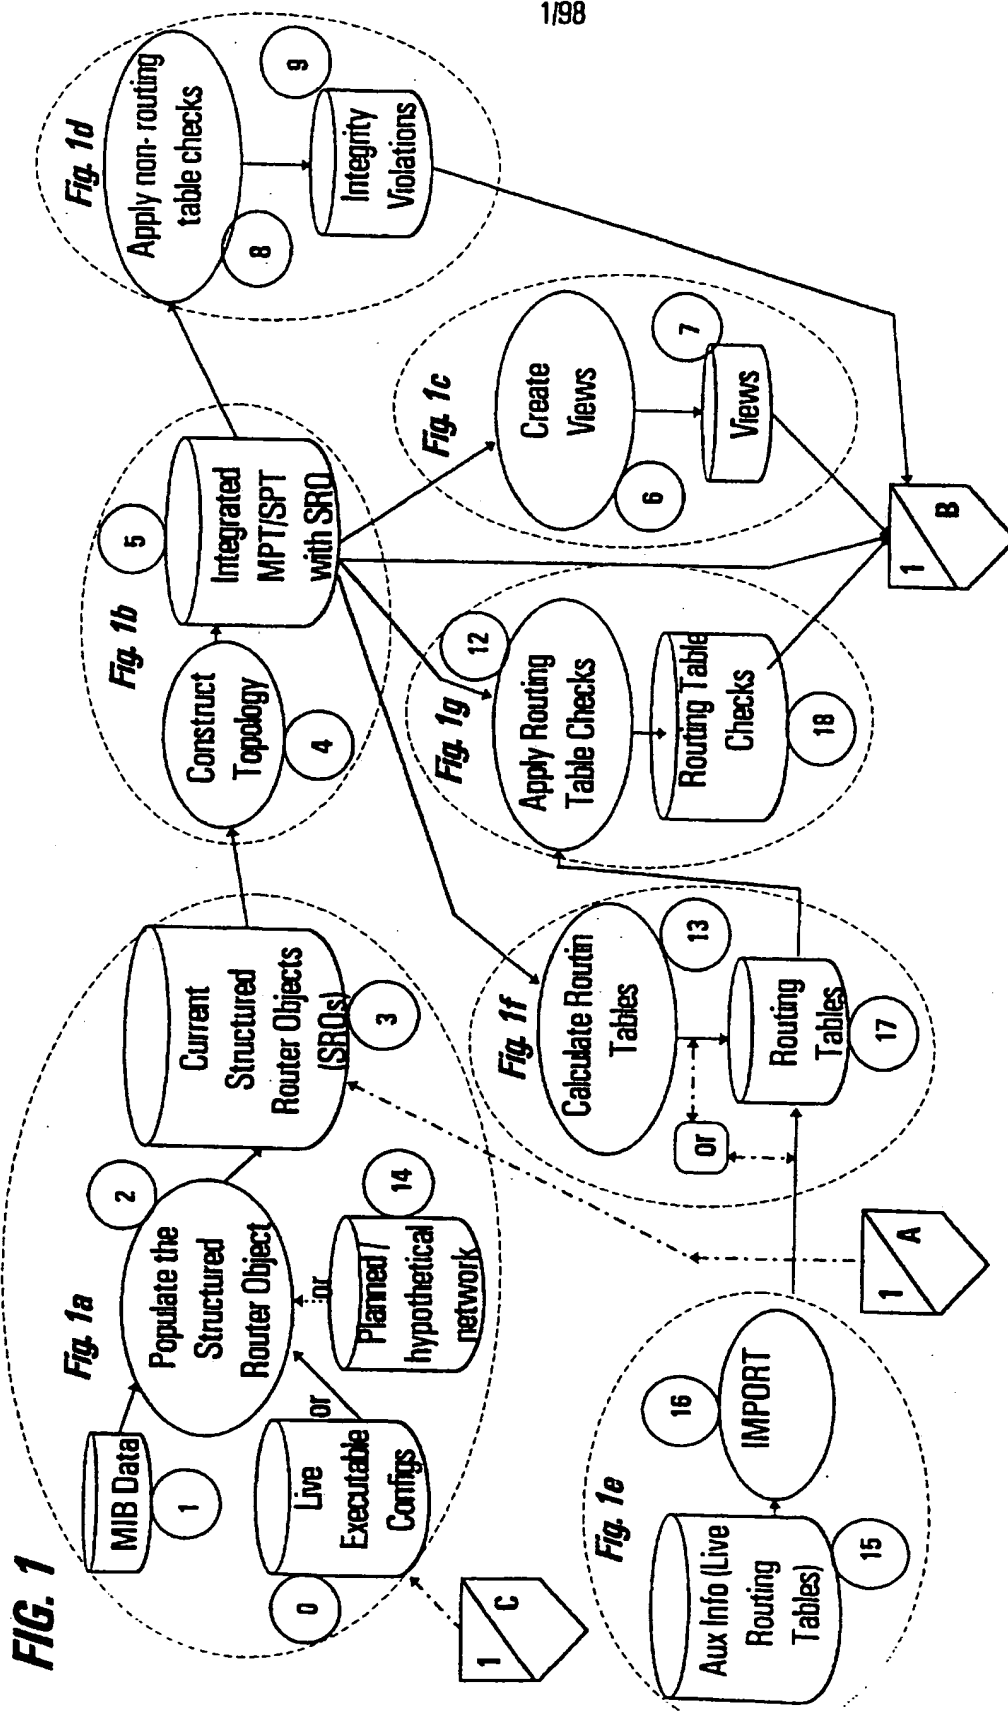 1/98
FIG. 1
Fig. 1a
MIB Data
1
Populate the
Structured
Router Object
2
Live
Executable
Configs
0
or
or
Planned /
hypothetical
network
14
Current
Structured
Router Objects
(SROs)
3
1
C
Fig. 1b
Construct
Topology
4
Integrated
MPT/SPT
with SRO
5
Fig. 1d
Apply non-routing
table checks
8
Integrity
Violations
9
Fig. 1c
Create
Views
6
Views
7
Fig. 1g
Apply Routing
Table Checks
12
Routing Table
Checks
18
Fig. 1f
Calculate Routin
Tables
13
or
Routing
Tables
17
Fig. 1e
Aux Info (Live
Routing
Tables)
15
IMPORT
16
1
A
1
B